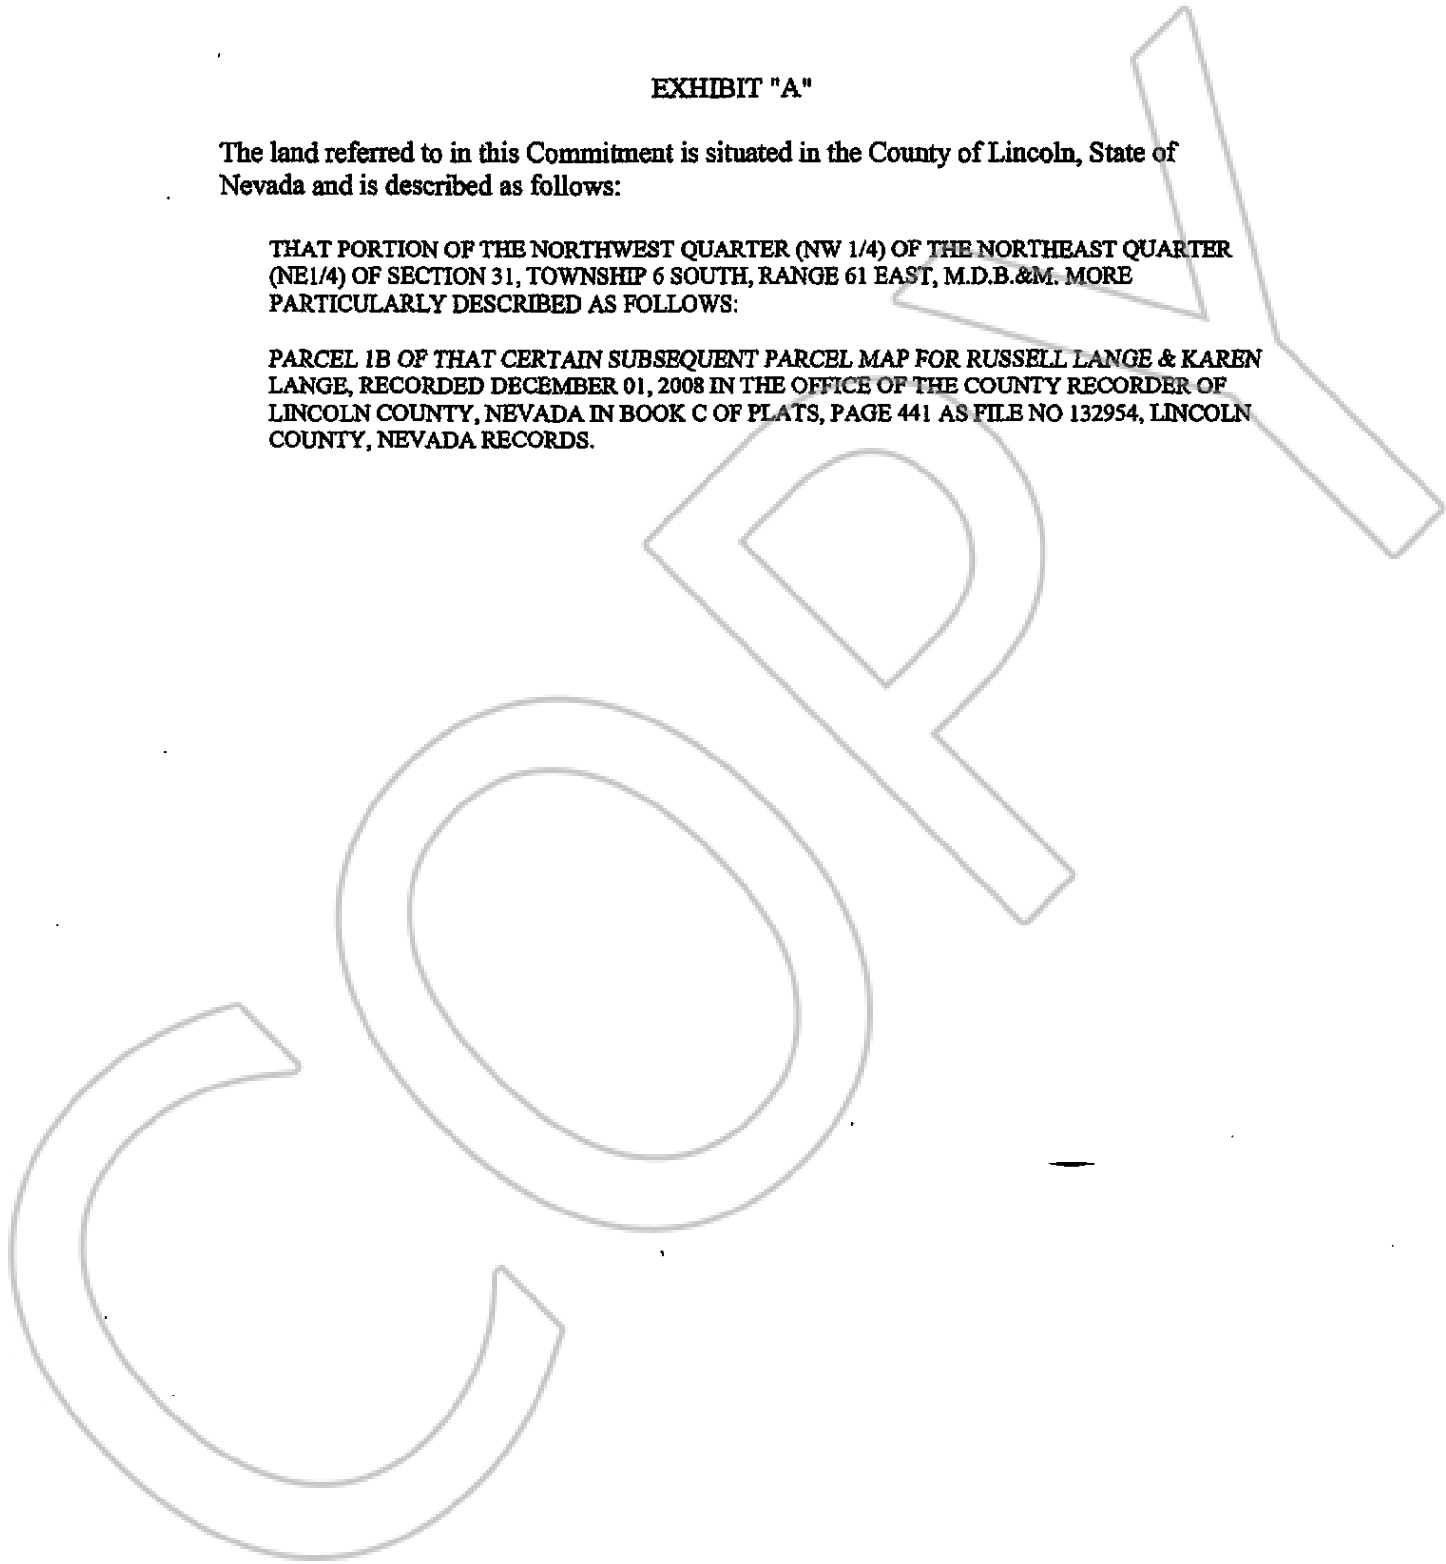 EXHIBIT "A"
The land referred to in this Commitment is situated in the County of Lincoln, State of
Nevada and is described as follows:
THAT PORTION OF THE NORTHWEST QUARTER (NW 1/4) OF THE NORTHEAST QUARTER
(NE1/4) OF SECTION 31, TOWNSHIP 6 SOUTH, RANGE 61 EAST, M.D.B.&M. MORE
PARTICULARLY DESCRIBED AS FOLLOWS:
PARCEL 1B OF THAT CERTAIN SUBSEQUENT PARCEL MAP FOR RUSSELL LANGE & KAREN
LANGE, RECORDED DECEMBER 01, 2008 IN THE OFFICE OF THE COUNTY RECORDER OF
LINCOLN COUNTY, NEVADA IN BOOK C OF PLATS, PAGE 441 AS FILE NO 132954, LINCOLN
COUNTY, NEVADA RECORDS.
COPY